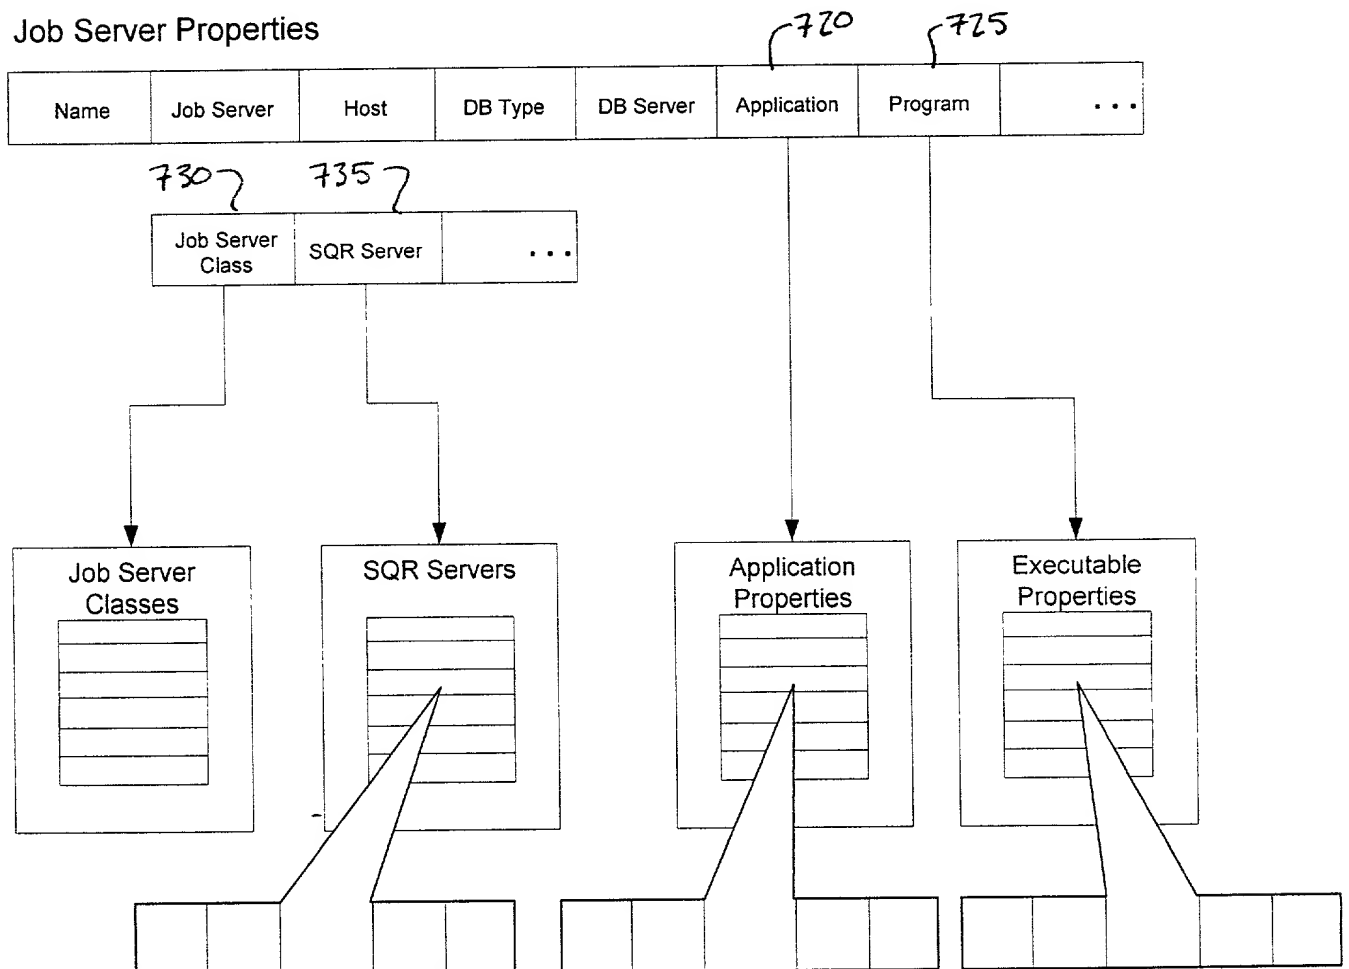 Job Server Properties
720
725
Name
Job Server
Host
DB Type
DB Server
Application
Program
...
730
735
Job Server
Class
SQR Server
...
Job Server
Classes
SQR Servers
Application
Properties
Executable
Properties